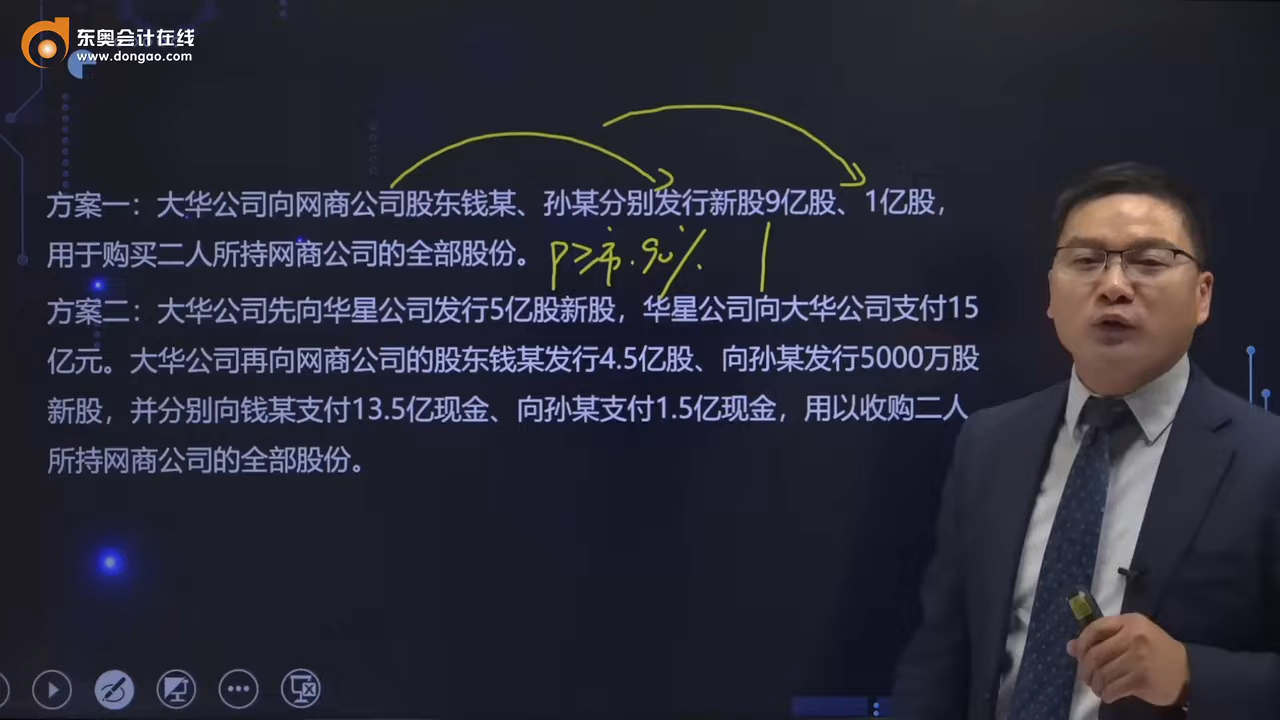 东奥会计在线
www.dongao.com
方案一：大华公司向网商公司股东钱某、孙某分别发行新股9亿股、1亿股，
用于购买二人所持网商公司的全部股份。
P≥市.90%
方案二：大华公司先向华星公司发行5亿股新股，华星公司向大华公司支付15
亿元。大华公司再向网商公司的股东钱某发行4.5亿股、向孙某发行5000万股
新股，并分别向钱某支付13.5亿现金、向孙某支付1.5亿现金，用以收购二人
所持网商公司的全部股份。